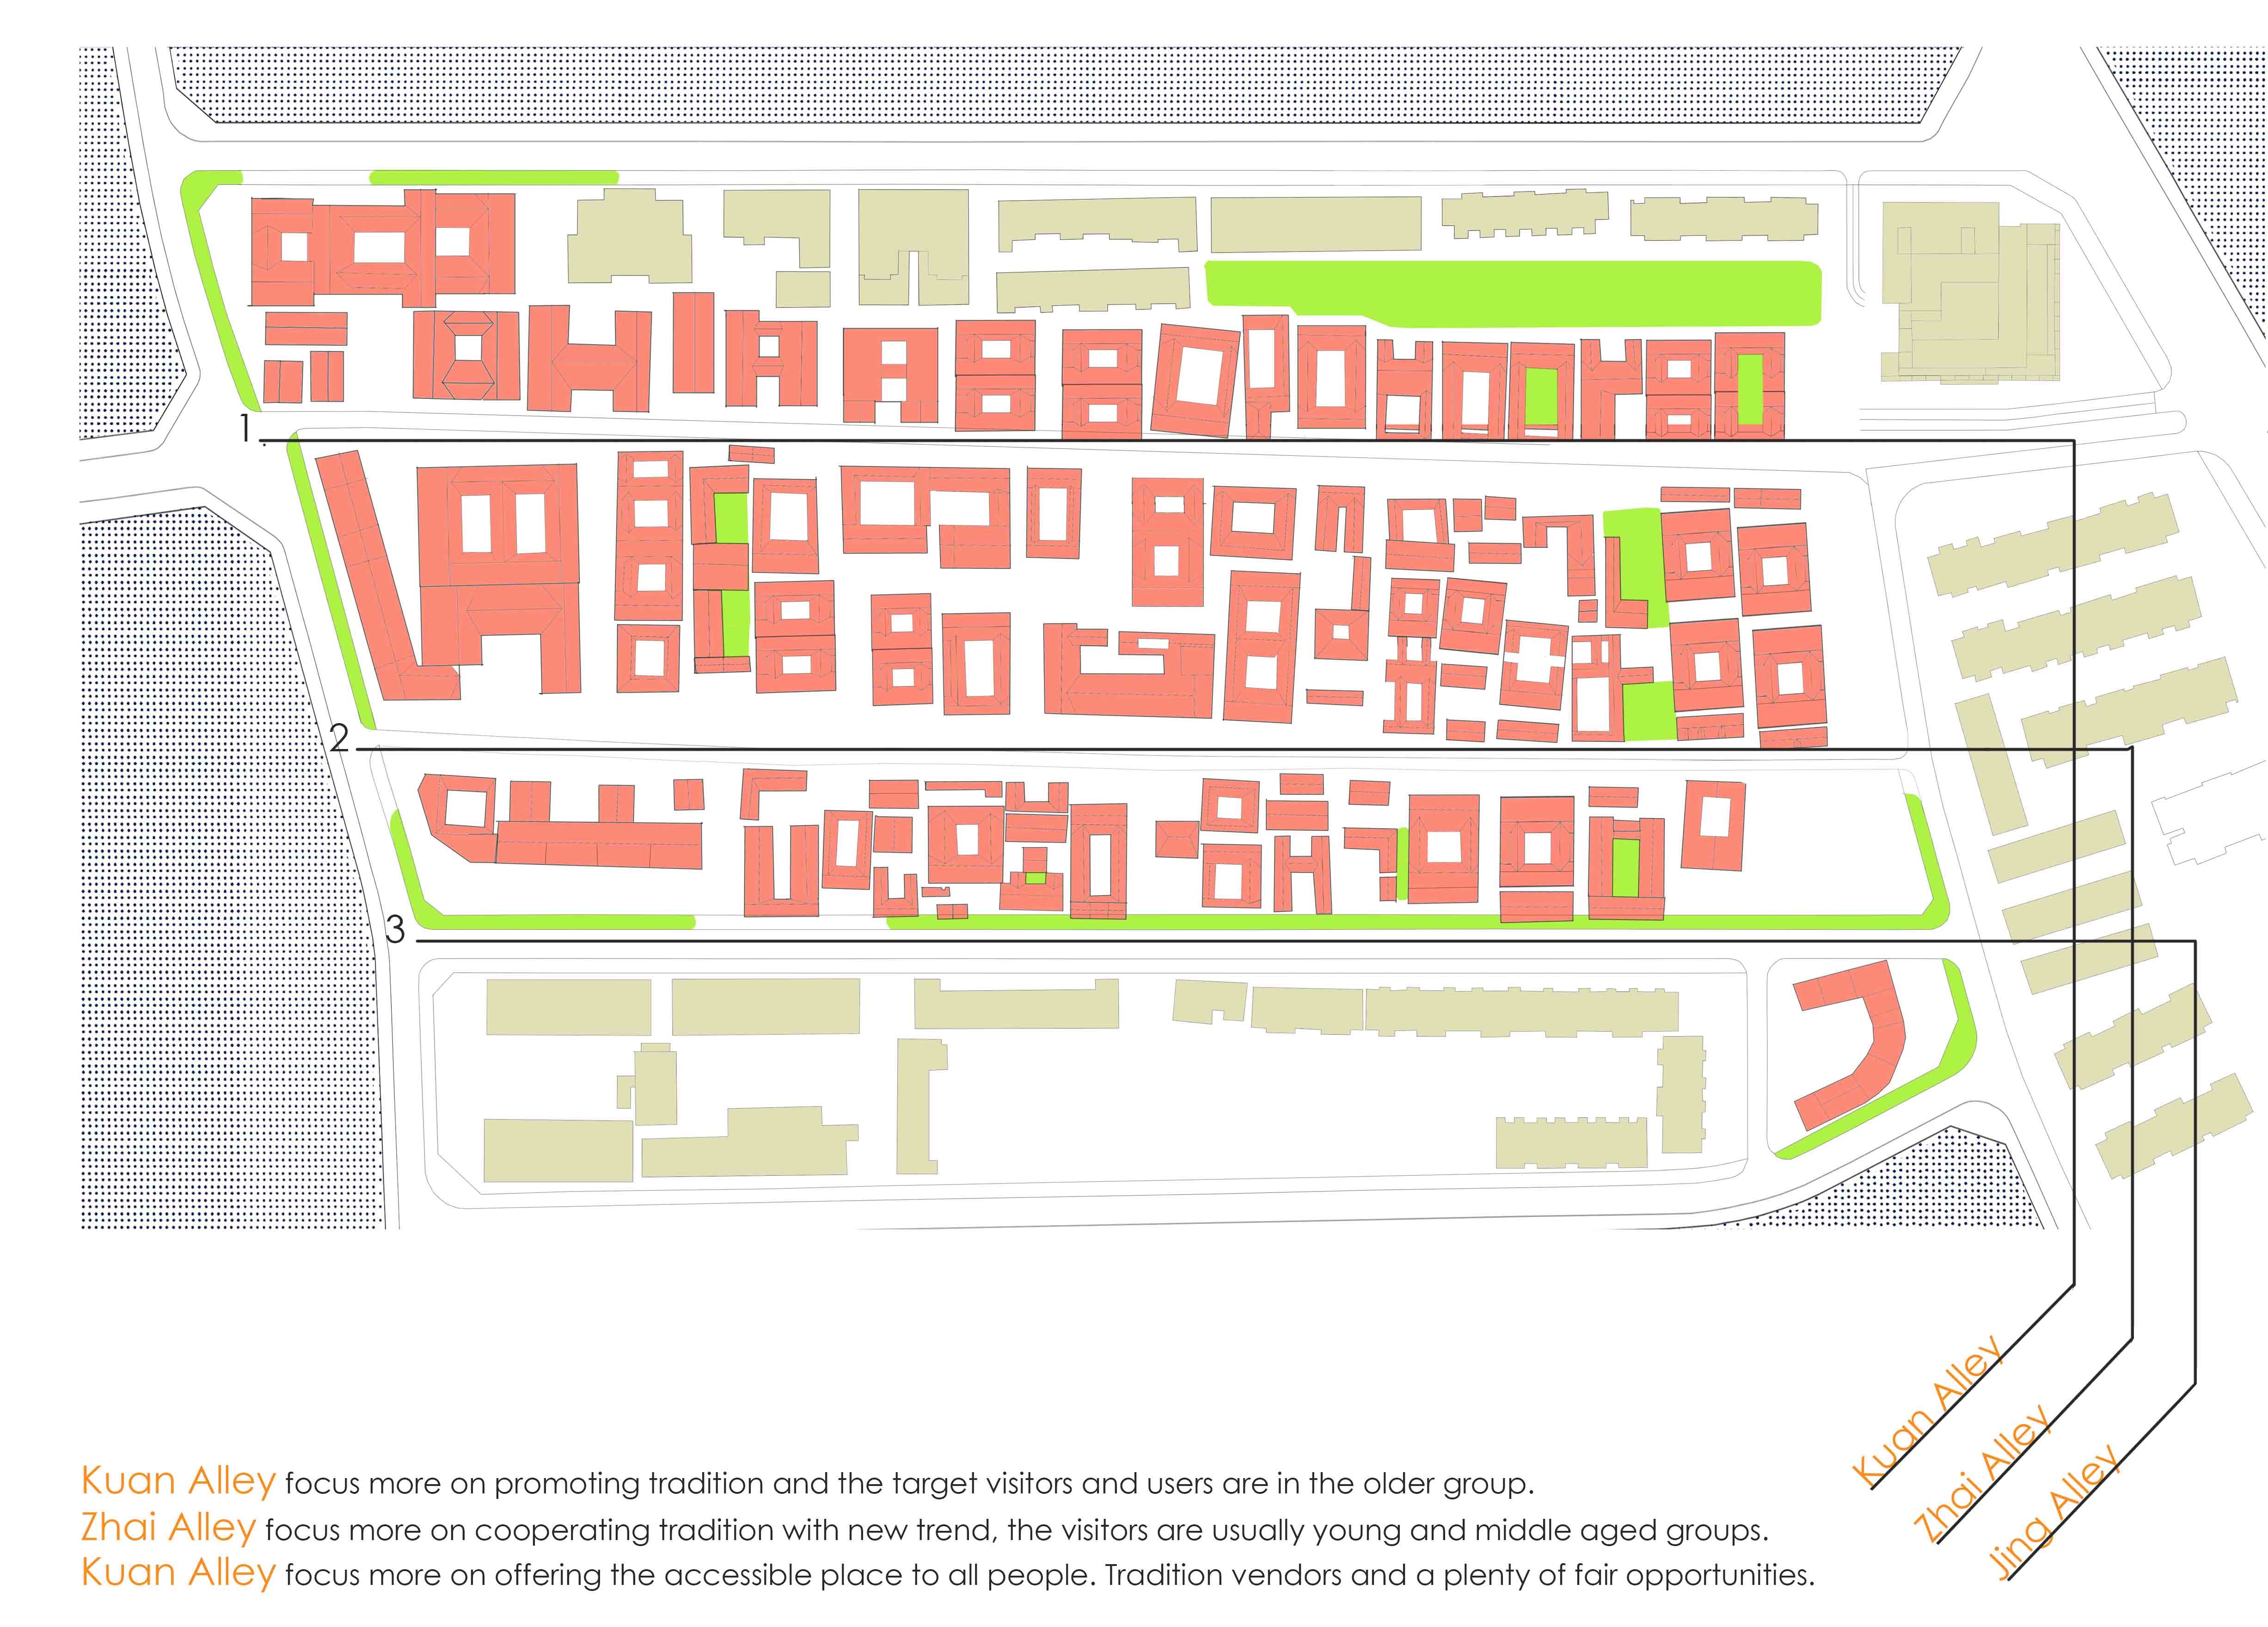 1
2
3
Kuan Alley
Zhai Alley
Jing Alley
Kuan Alley focus more on promoting tradition and the target visitors and users are in the older group.
Zhai Alley focus more on cooperating tradition with new trend, the visitors are usually young and middle aged groups.
Kuan Alley focus more on offering the accessible place to all people. Tradition vendors and a plenty of fair opportunities.